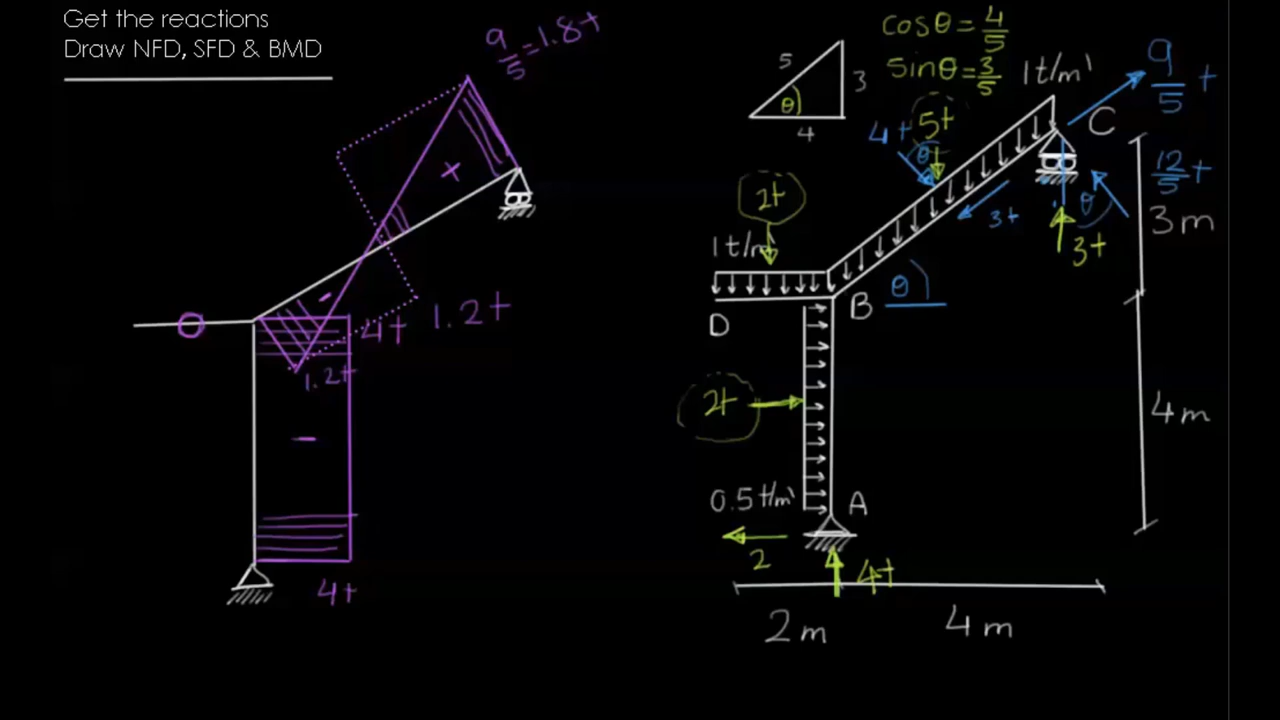 Get the reactions
Draw NFD, SFD & BMD
9/5=1.8t
+
-
4t
1.2t
1.2t
0
-
4t
cosθ=4/5
sinθ=3/5
5
3
θ
4
1t/m'
9/5 t
C
4t
5t
θ
12/5 t
2t
3t
θ
3m
1t/m'
3t
θ
B
D
2t
4m
0.5t/m'
A
2
4t
2m
4m